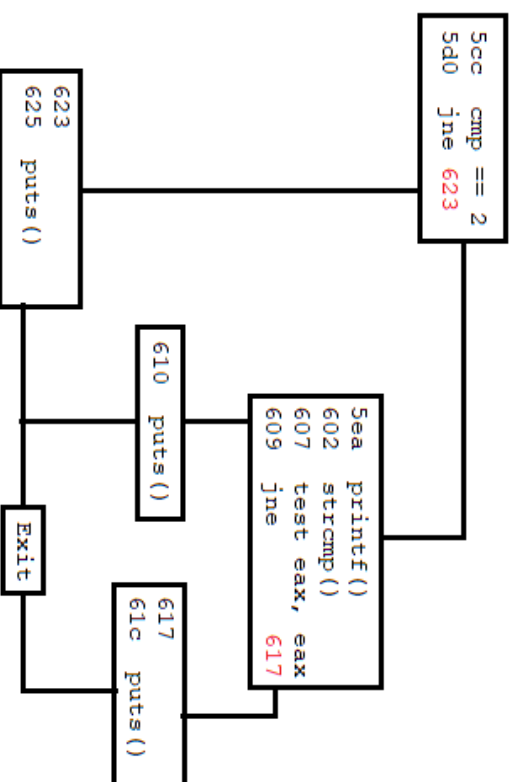 5cc cmp == 2
5d0 jne 623
5ea printf()
602 strcmp()
607 test eax, eax
609 jne 617
610 puts()
623
625 puts()
617
61c puts()
Exit